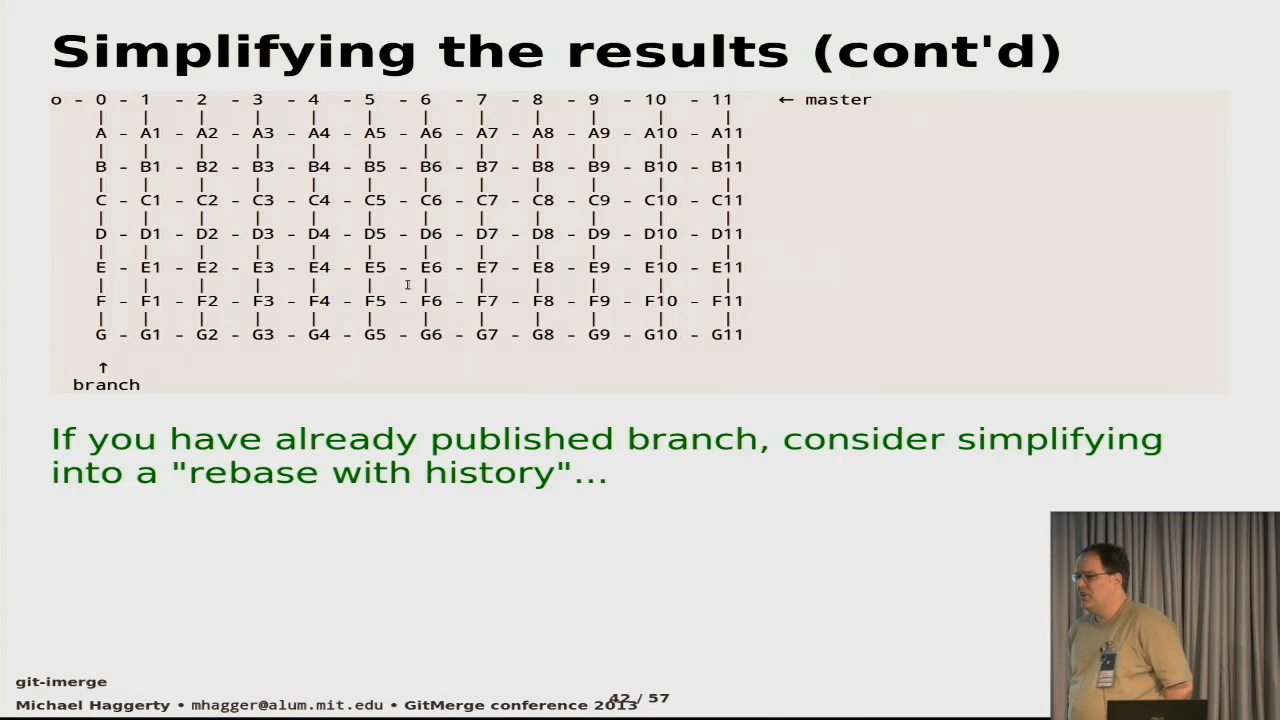 Simplifying the results (cont'd)
o - 0 - 1 - 2 - 3 - 4 - 5 - 6 - 7 - 8 - 9 - 10 - 11 ← master
| | | | | | | | | | | |
A - A1 - A2 - A3 - A4 - A5 - A6 - A7 - A8 - A9 - A10 - A11
| | | | | | | | | | | |
B - B1 - B2 - B3 - B4 - B5 - B6 - B7 - B8 - B9 - B10 - B11
| | | | | | | | | | | |
C - C1 - C2 - C3 - C4 - C5 - C6 - C7 - C8 - C9 - C10 - C11
| | | | | | | | | | | |
D - D1 - D2 - D3 - D4 - D5 - D6 - D7 - D8 - D9 - D10 - D11
| | | | | | | | | | | |
E - E1 - E2 - E3 - E4 - E5 - E6 - E7 - E8 - E9 - E10 - E11
| | | | | | | | | | | |
F - F1 - F2 - F3 - F4 - F5 - F6 - F7 - F8 - F9 - F10 - F11
| | | | | | | | | | | |
G - G1 - G2 - G3 - G4 - G5 - G6 - G7 - G8 - G9 - G10 - G11
↑
branch
If you have already published branch, consider simplifying
into a "rebase with history"...
git-imerge
Michael Haggerty • mhagger@alum.mit.edu • GitMerge conference 2013
42 / 57